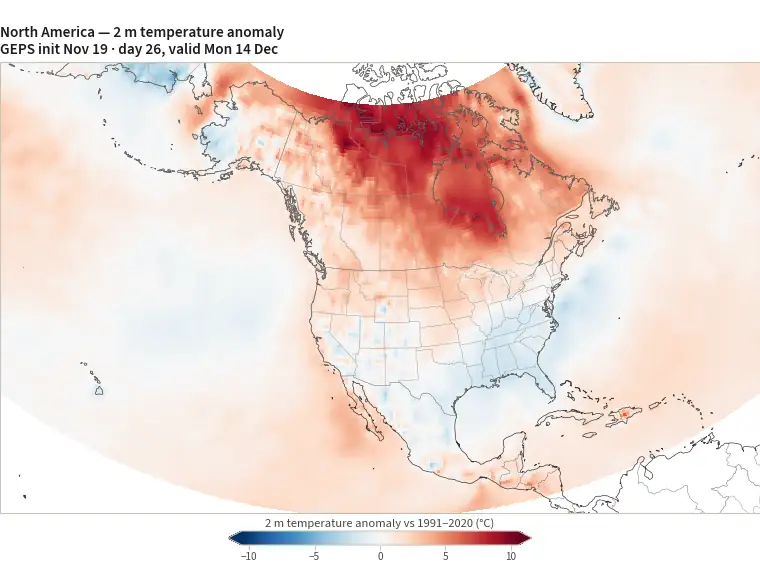 North America — 2 m temperature anomaly
GEPS init Nov 19 · day 26, valid Mon 14 Dec
2 m temperature anomaly vs 1991–2020 (°C)
−10 −5 0 5 10